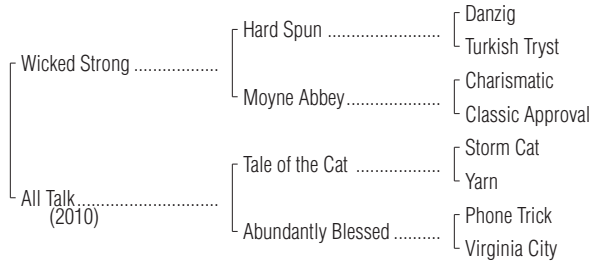 Danzig
Hard Spun ....................
Turkish Tryst
Wicked Strong ...............
Charismatic
Moyne Abbey.................
Classic Approval
Storm Cat
Tale of the Cat ...............
Yarn
All Talk.........................
(2010)
Phone Trick
Abundantly Blessed ..........
Virginia City